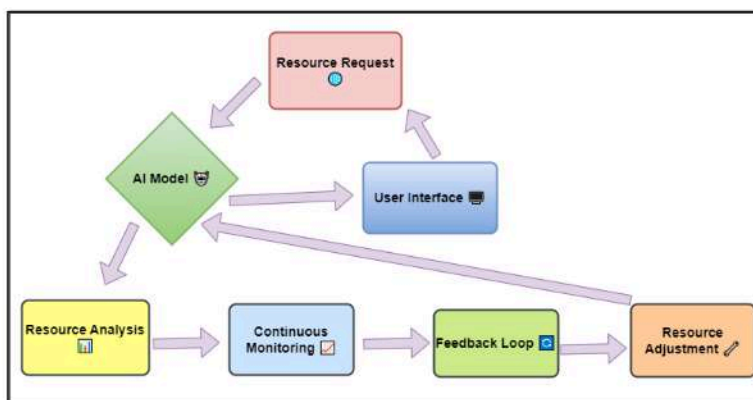 Resource Request
AI Model
User Interface
Resource Analysis
Continuous
Monitoring
Feedback Loop
Resource
Adjustment